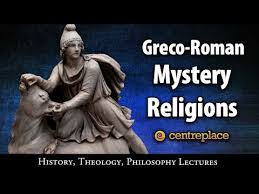 Greco-Roman
Mystery
Religions
centreplace
HISTORY, THEOLOGY, PHILOSOPHY LECTURES